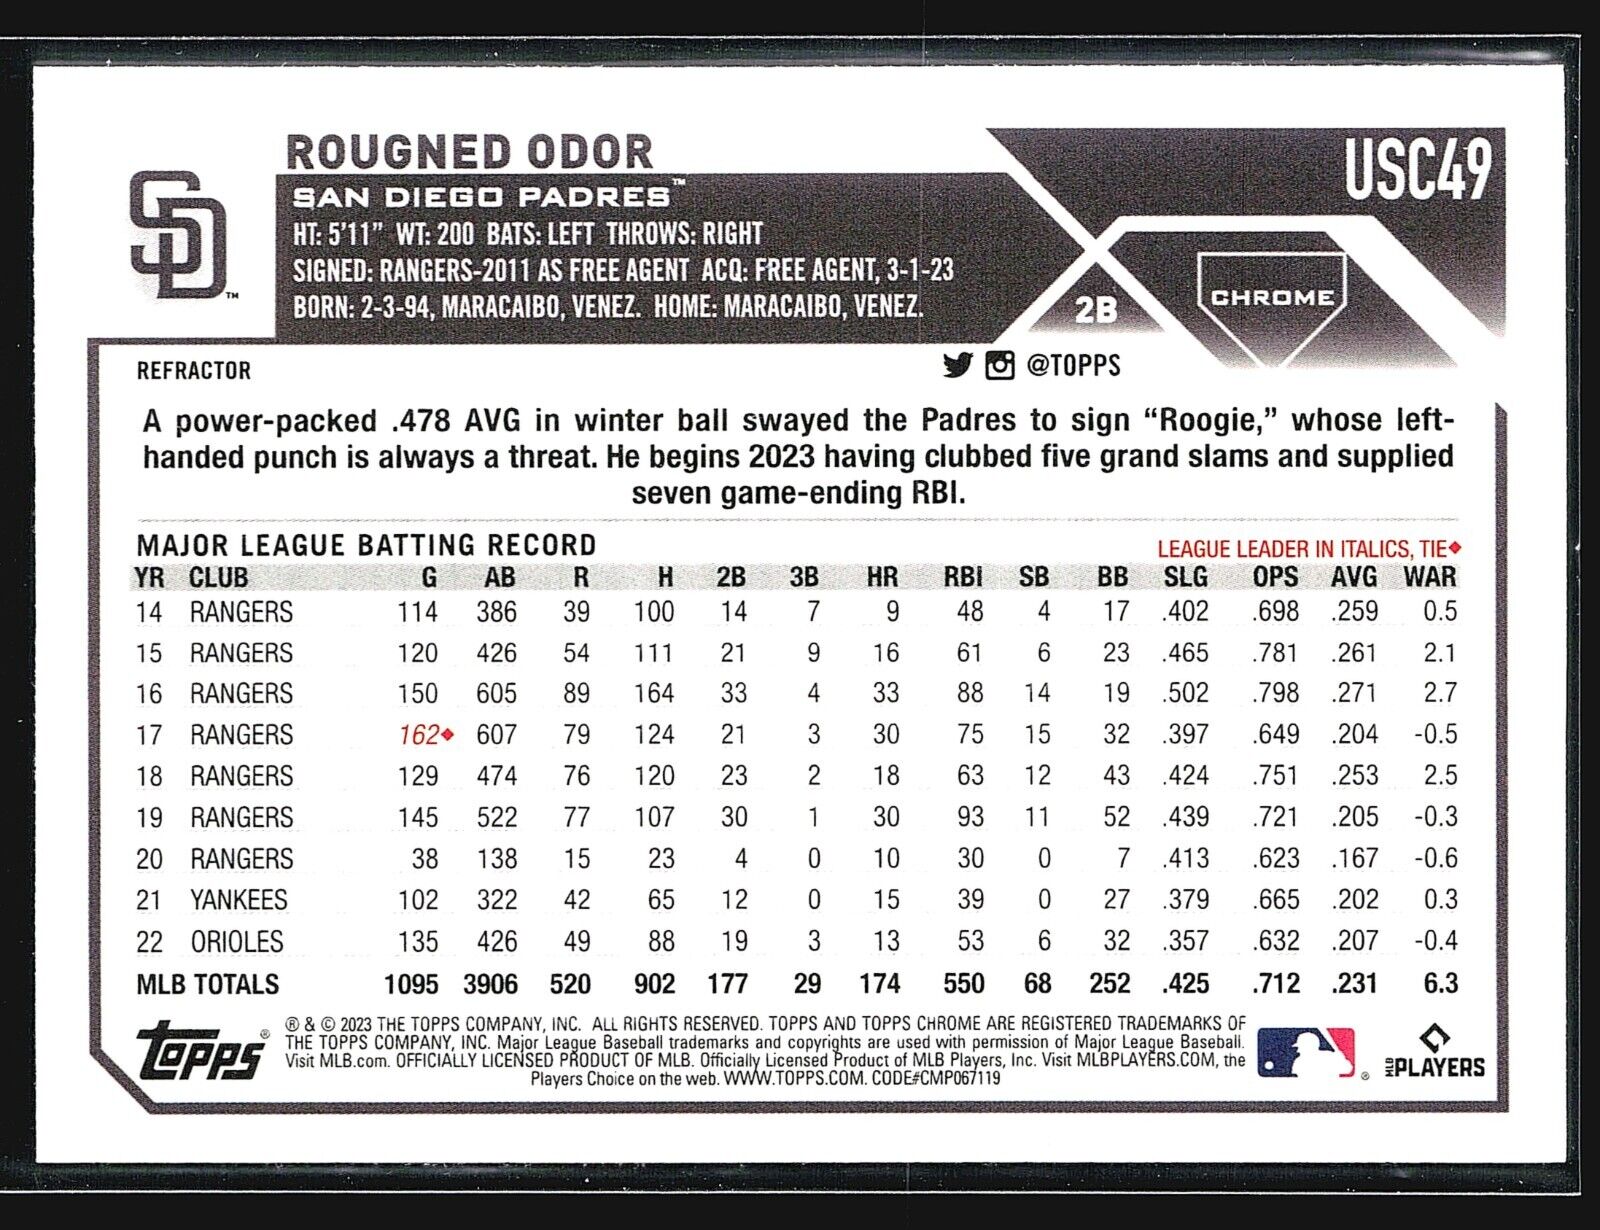 ROUGNED ODOR
USC49
SD™
SAN DIEGO PADRES™
HT: 5'11" WT: 200 BATS: LEFT THROWS: RIGHT
SIGNED: RANGERS-2011 AS FREE AGENT ACQ: FREE AGENT, 3-1-23
BORN: 2-3-94, MARACAIBO, VENEZ. HOME: MARACAIBO, VENEZ.
2B
CHROME
REFRACTOR
@TOPPS
A power-packed .478 AVG in winter ball swayed the Padres to sign “Roogie,” whose left-
handed punch is always a threat. He begins 2023 having clubbed five grand slams and supplied
seven game-ending RBI.
MAJOR LEAGUE BATTING RECORD
LEAGUE LEADER IN ITALICS, TIE◆
YR CLUB G AB R H 2B 3B HR RBI SB BB SLG OPS AVG WAR
14 RANGERS 114 386 39 100 14 7 9 48 4 17 .402 .698 .259 0.5
15 RANGERS 120 426 54 111 21 9 16 61 6 23 .465 .781 .261 2.1
16 RANGERS 150 605 89 164 33 4 33 88 14 19 .502 .798 .271 2.7
17 RANGERS 162◆ 607 79 124 21 3 30 75 15 32 .397 .649 .204 -0.5
18 RANGERS 129 474 76 120 23 2 18 63 12 43 .424 .751 .253 2.5
19 RANGERS 145 522 77 107 30 1 30 93 11 52 .439 .721 .205 -0.3
20 RANGERS 38 138 15 23 4 0 10 30 0 7 .413 .623 .167 -0.6
21 YANKEES 102 322 42 65 12 0 15 39 0 27 .379 .665 .202 0.3
22 ORIOLES 135 426 49 88 19 3 13 53 6 32 .357 .632 .207 -0.4
MLB TOTALS 1095 3906 520 902 177 29 174 550 68 252 .425 .712 .231 6.3
topps®
® & © 2023 THE TOPPS COMPANY, INC. ALL RIGHTS RESERVED. TOPPS AND TOPPS CHROME ARE REGISTERED TRADEMARKS OF
THE TOPPS COMPANY, INC. Major League Baseball trademarks and copyrights are used with permission of Major League Baseball.
Visit MLB.com. OFFICIALLY LICENSED PRODUCT OF MLB. Officially Licensed Product of MLB Players, Inc. Visit MLBPLAYERS.COM, the
Players Choice on the web. WWW.TOPPS.COM. CODE#CMP067119
®
MLB PLAYERS